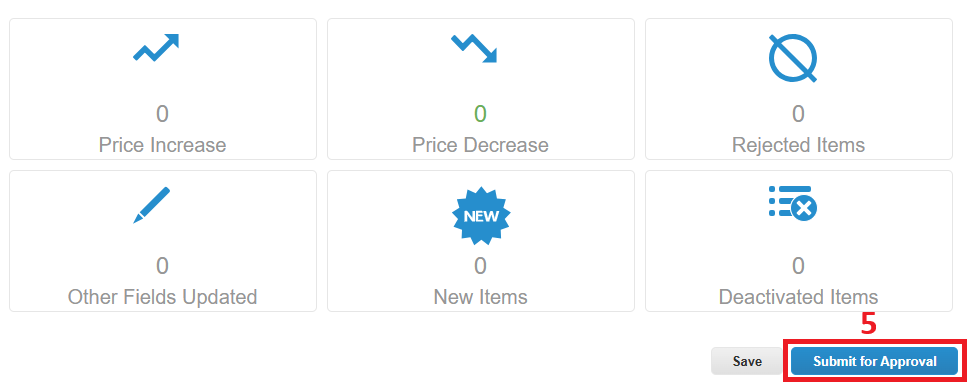 0
Price Increase
0
Price Decrease
0
Rejected Items
0
Other Fields Updated
NEW
0
New Items
0
Deactivated Items
5
Save
Submit for Approval